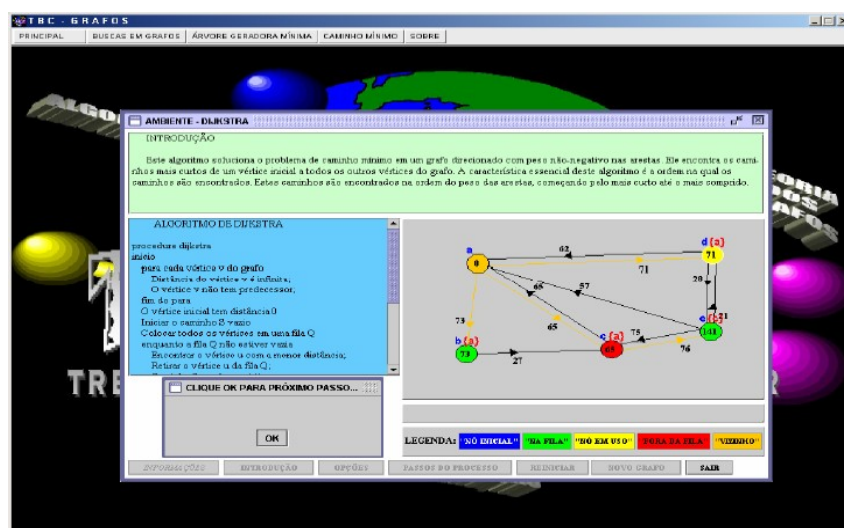 TBC - GRAFOS
PRINCIPAL BUSCAS EM GRAFOS ÁRVORE GERADORA MÍNIMA CAMINHO MÍNIMO SOBRE
AMBIENTE - DIJKSTRA
INTRODUÇÃO
Este algoritmo soluciona o problema de caminho mínimo em um grafo direcionado com peso não-negativo nas arestas. Ele encontra os cami-
nhos mais curtos de um vértice inicial a todos os outros vértices do grafo. A característica essencial deste algoritmo é a ordem na qual os
caminhos são encontrados. Estes caminhos são encontrados na ordem do peso das arestas, começando pelo mais curto até o mais comprido.
ALGORITMO DE DIJKSTRA
procedure dijkstra
inicio
para cada vértice v do grafo
Distância do vértice v é infinita;
O vértice v não tem predecessor;
fim do para
O vértice inicial tem distância 0
Iniciar o caminho S vazio
Colocar todos os vértices em uma fila Q
enquanto a fila Q não estiver vazia
Encontrar o vértice u com a menor distância;
Retirar o vértice u da fila Q;
CLIQUE OK PARA PRÓXIMO PASSO...
OK
a
0
d (a)
71
62
71
65
57
20
21
73
65
75
76
b (a)
73
27
c (a)
65
141
LEGENDA: "NÓ INICIAL" "NA FILA" "NÓ EM USO" "FORA DA FILA" "VIZINHO"
INFORMAÇÕES INTRODUÇÃO OPÇÕES PASSOS DO PROCESSO REINICIAR NOVO GRAFO SAIR
TRE